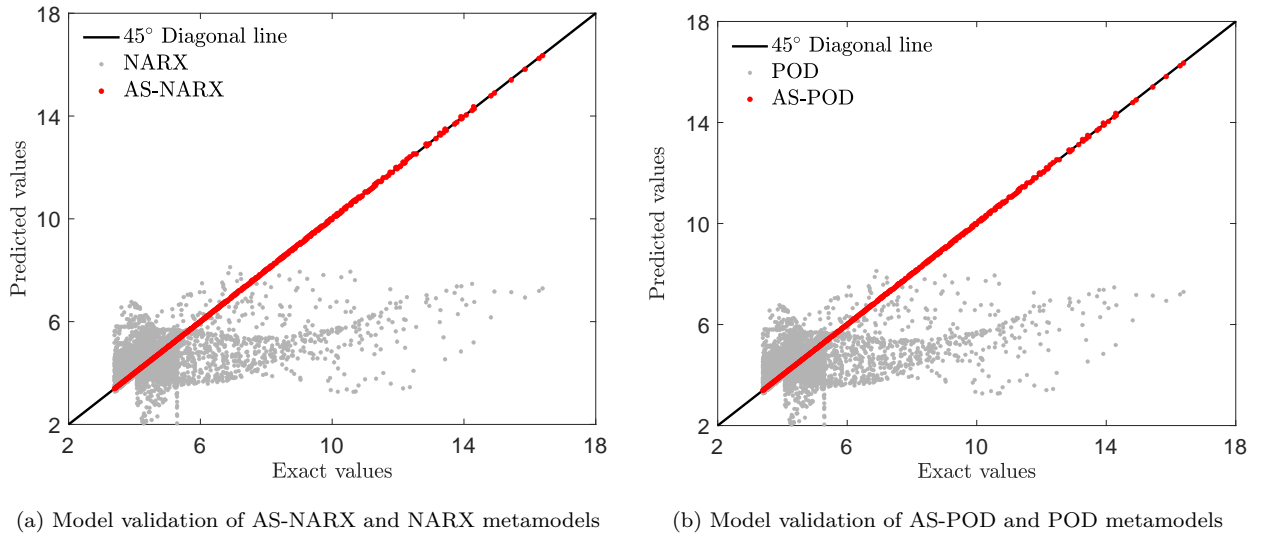 18
14
10
6
2
Predicted values
45° Diagonal line
NARX
AS-NARX
2 6 10 14 18
Exact values
(a) Model validation of AS-NARX and NARX metamodels
18
14
10
6
2
Predicted values
45° Diagonal line
POD
AS-POD
2 6 10 14 18
Exact values
(b) Model validation of AS-POD and POD metamodels